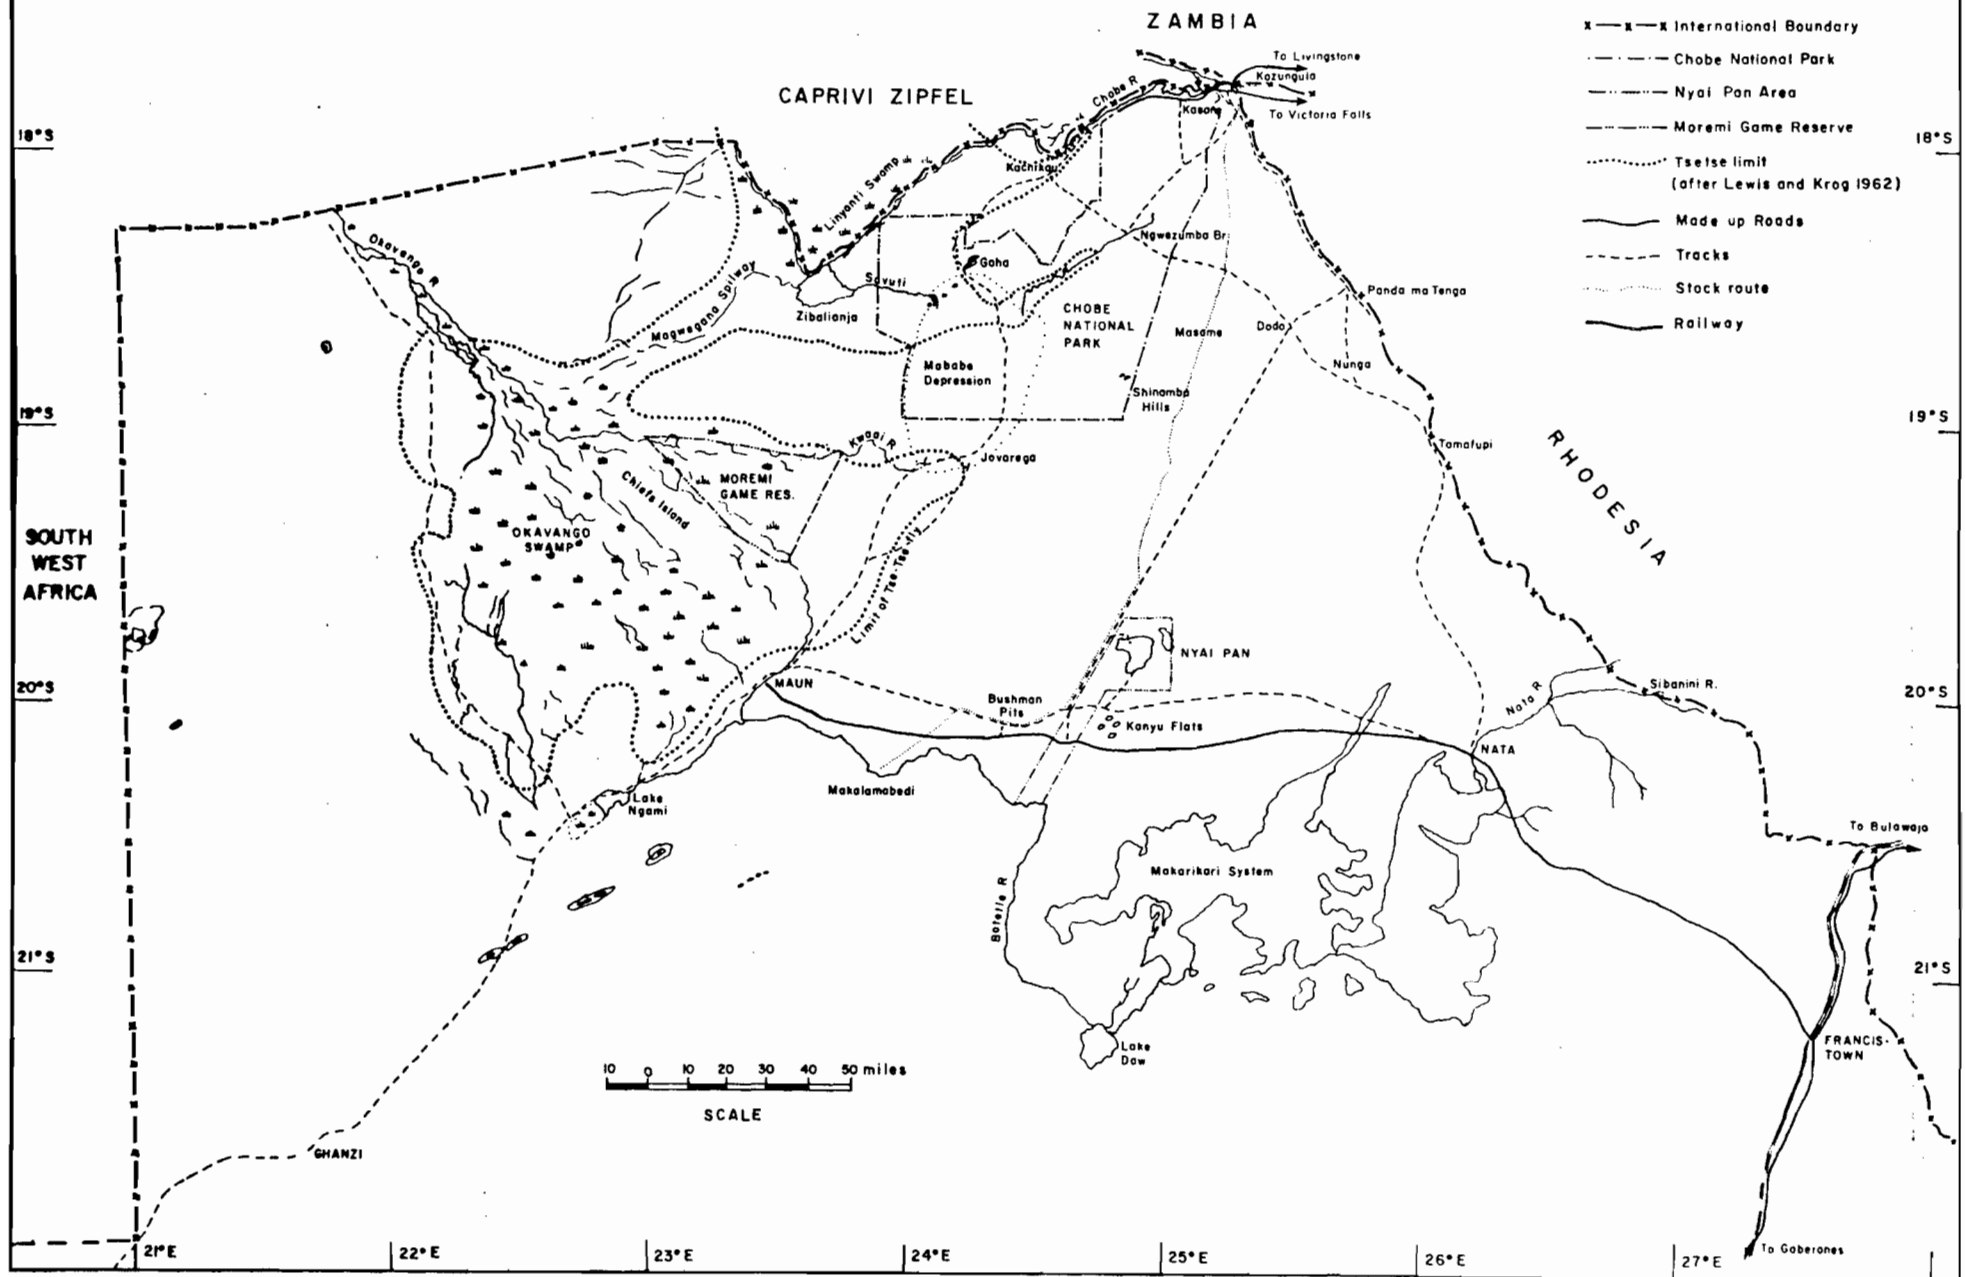 ZAMBIA
To Livingstone
Kazungula
To Victoria Falls
CAPRIVI ZIPFEL
Chobe R
Kasane
International Boundary
Chobe National Park
Nyai Pan Area
Moremi Game Reserve
Tsetse limit
(after Lewis and Krog 1962)
Made up Roads
Tracks
Stock route
Railway
18°S
18°S
Kachikau
Linyanti Swamp
Okavango R
Ngwezumba Br.
Goha
Magwegana Spilway
Savuti
Zibalianja
Panda ma Tenga
CHOBE
NATIONAL
PARK
Masame
Dodo
Nunga
Mababe
Depression
Shinamba
Hills
19°S
19°S
Kwaai R
Tamafupi
Jovarega
RHODESIA
MOREMI
GAME RES.
Chiefs Island
OKAVANGO
SWAMP
SOUTH
WEST
AFRICA
Limit of Tse-Tse fly
NYAI PAN
20°S
20°S
MAUN
Bushman
Pits
Kanyu Flats
Nata R
Sibanini R.
NATA
Makalamabedi
Lake
Ngami
To Bulawajo
Makarikari System
Botetle R
21°S
21°S
Lake
Dow
FRANCIS-
TOWN
10 0 10 20 30 40 50 miles
SCALE
GHANZI
To Gaberones
21°E
22°E
23°E
24°E
25°E
26°E
27°E